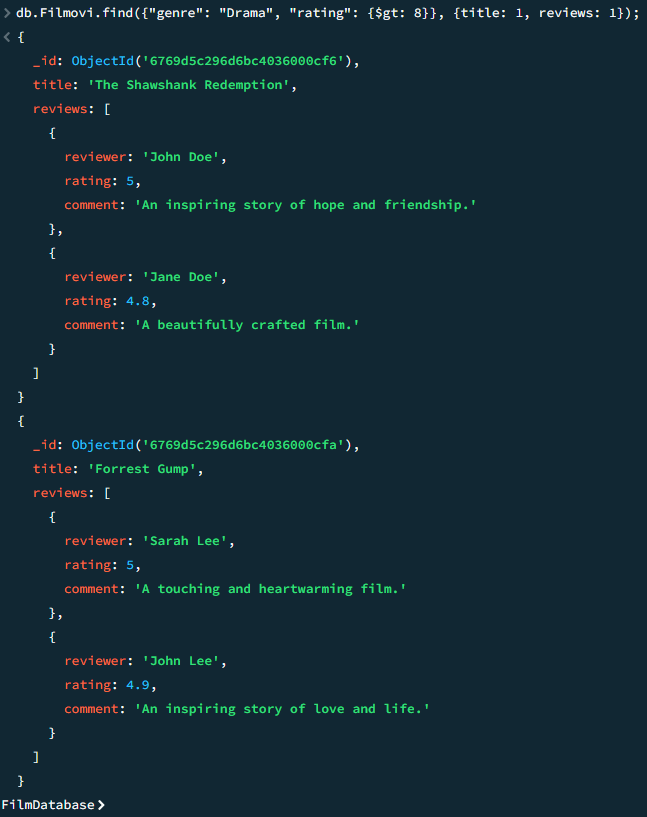 > db.Filmovi.find({"genre": "Drama", "rating": {$gt: 8}}, {title: 1, reviews: 1});
< {
_id: ObjectId('6769d5c296d6bc4036000cf6'),
title: 'The Shawshank Redemption',
reviews: [
{
reviewer: 'John Doe',
rating: 5,
comment: 'An inspiring story of hope and friendship.'
},
{
reviewer: 'Jane Doe',
rating: 4.8,
comment: 'A beautifully crafted film.'
}
]
}
{
_id: ObjectId('6769d5c296d6bc4036000cfa'),
title: 'Forrest Gump',
reviews: [
{
reviewer: 'Sarah Lee',
rating: 5,
comment: 'A touching and heartwarming film.'
},
{
reviewer: 'John Lee',
rating: 4.9,
comment: 'An inspiring story of love and life.'
}
]
}
FilmDatabase>